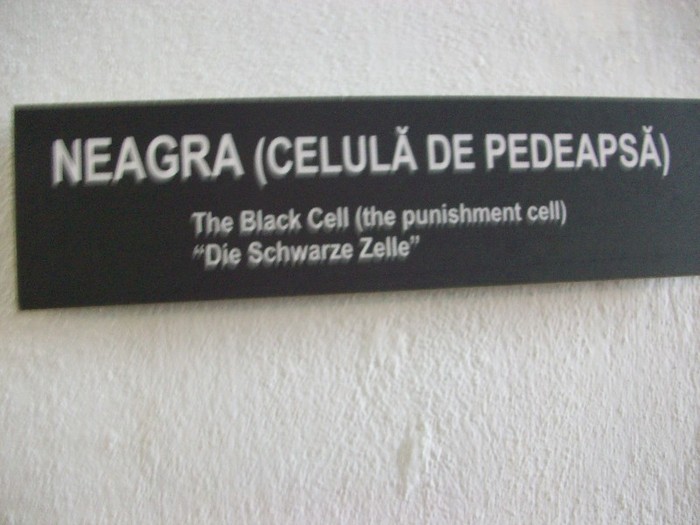 NEAGRA (CELULĂ DE PEDEAPSĂ)
The Black Cell (the punishment cell)
“Die Schwarze Zelle”